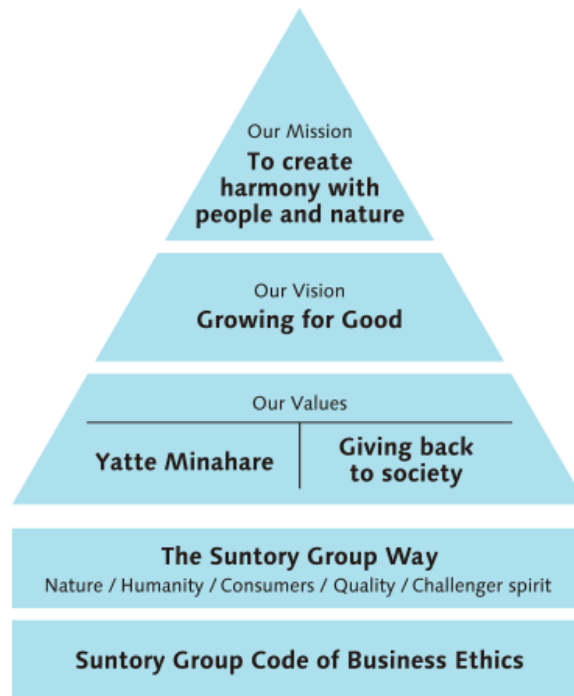 Our Mission
To create
harmony with
people and nature
Our Vision
Growing for Good
Our Values
Yatte Minahare
Giving back
to society
The Suntory Group Way
Nature / Humanity / Consumers / Quality / Challenger spirit
Suntory Group Code of Business Ethics